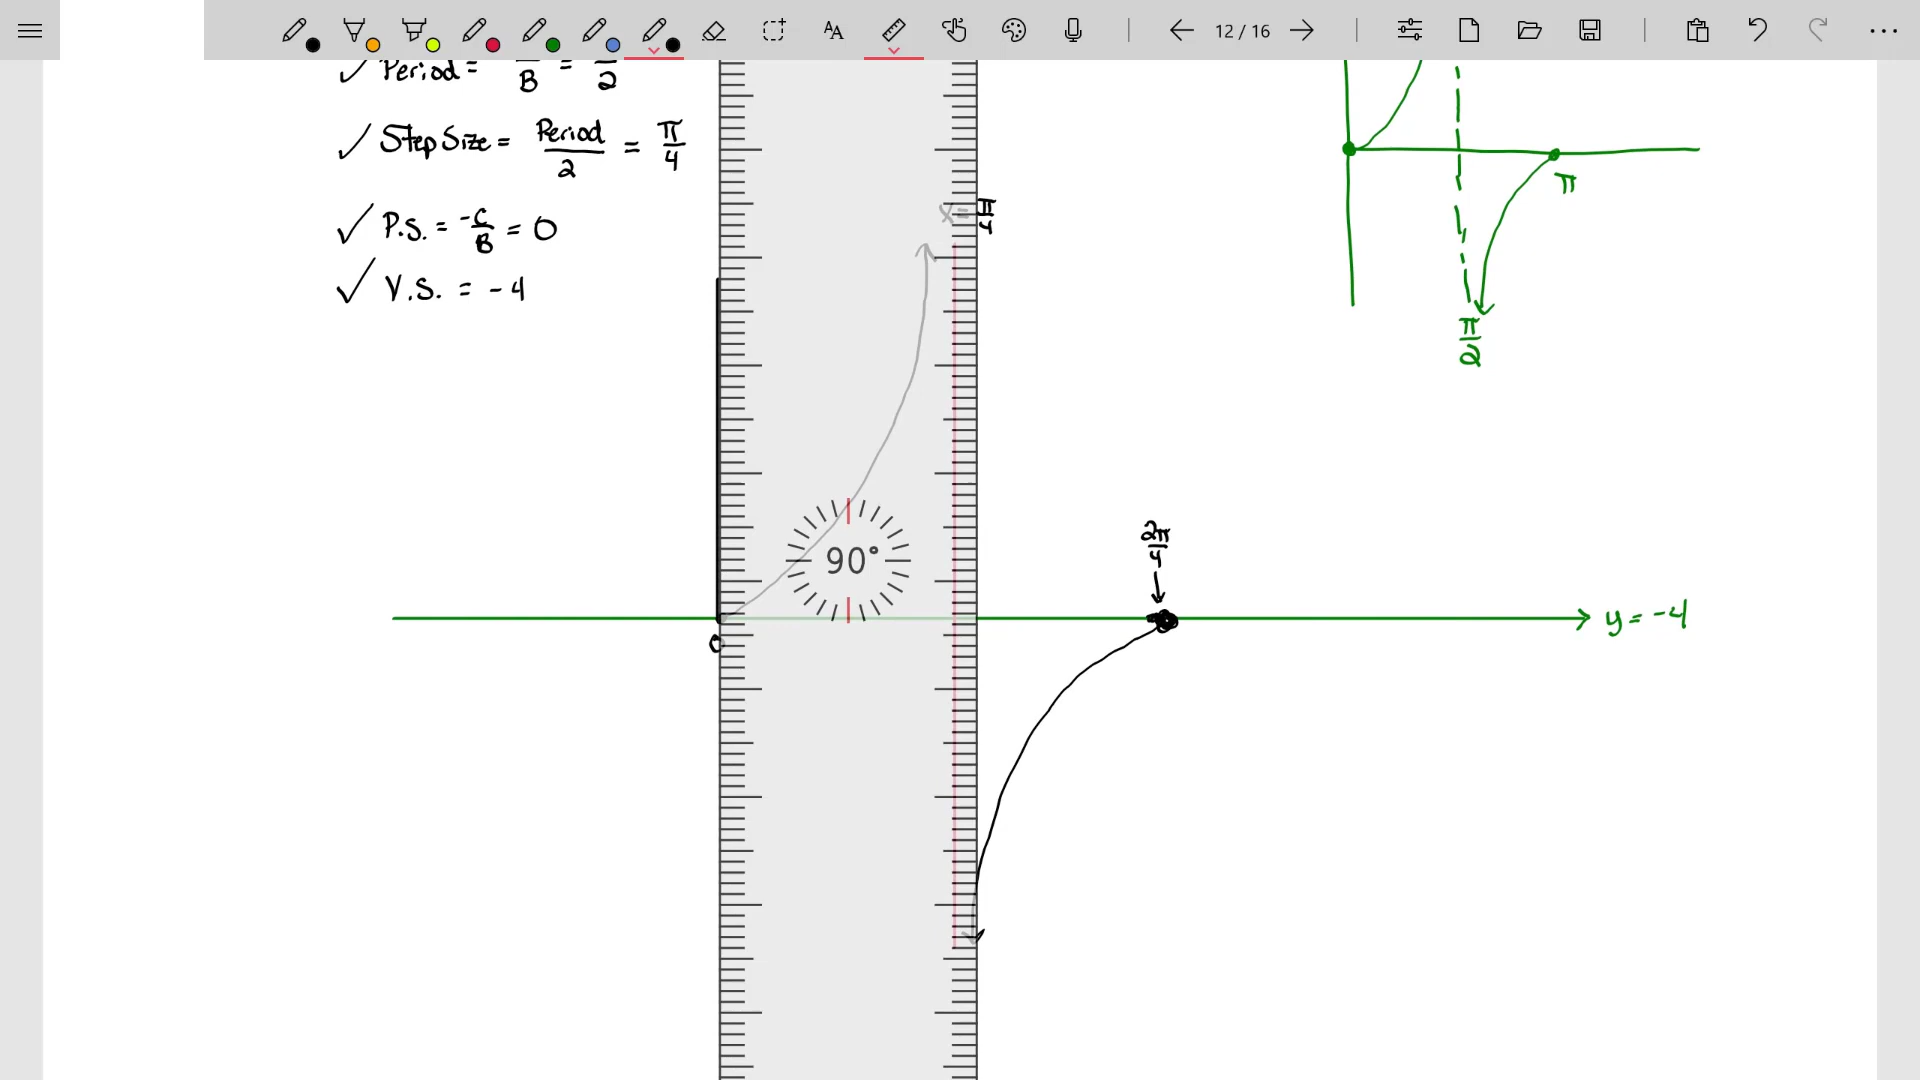 12 / 16
✓ Period = /B = /2
✓ Step Size = Period/2 = π/4
✓ P.S. = -C/B = 0
✓ V.S. = -4
x = π/4
π
π/2
90°
2π/4
y = -4
0